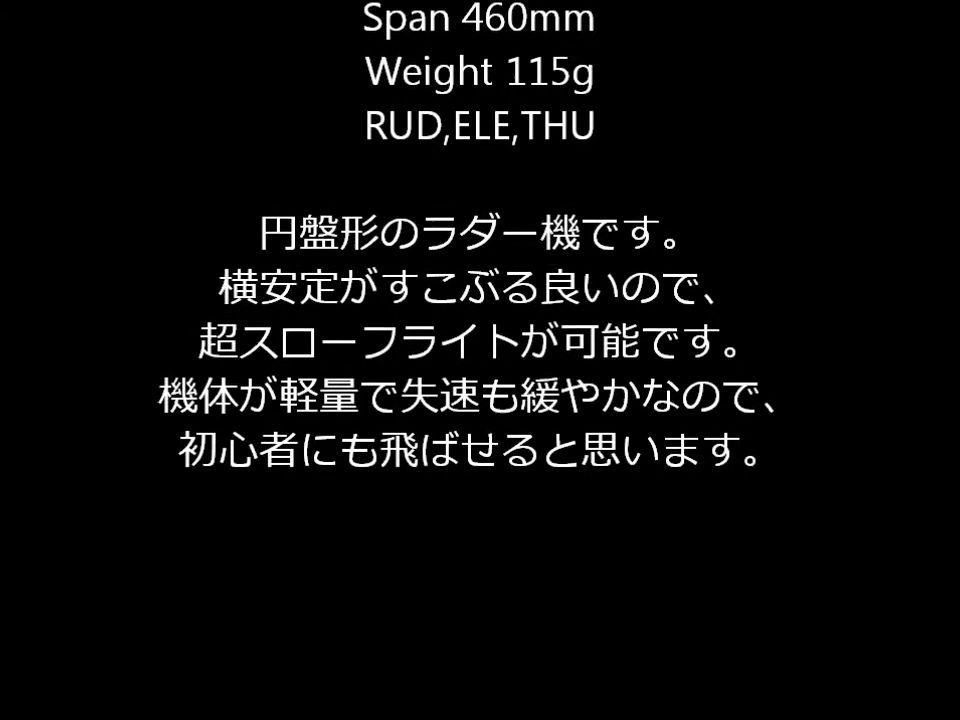 Span 460mm
Weight 115g
RUD,ELE,THU
円盤形のラダー機です。
横安定がすこぶる良いので、
超スローフライトが可能です。
機体が軽量で失速も緩やかなので、
初心者にも飛ばせると思います。